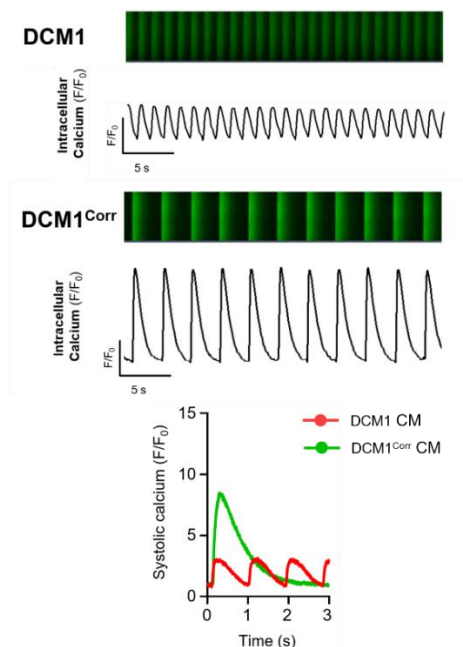 DCM1
Intracellular
Calcium (F/F₀)
F/F₀
5 s
DCM1ᶜᵒʳʳ
Intracellular
Calcium (F/F₀)
F/F₀
5 s
Systolic calcium (F/F₀)
15
10
5
0
0 1 2 3
Time (s)
DCM1 CM
DCM1ᶜᵒʳʳ CM